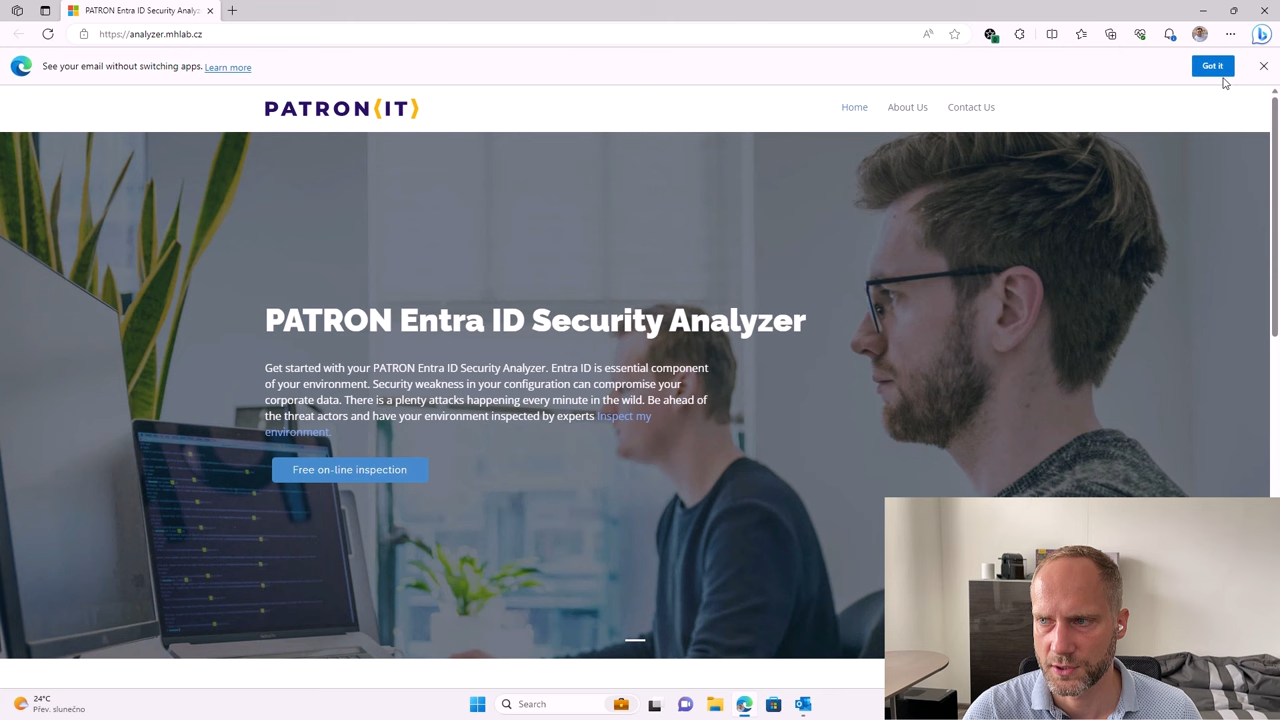 PATRON Entra ID Security Analyz
https://analyzer.mhlab.cz
See your email without switching apps. Learn more
Got it
PATRON{IT}
Home About Us Contact Us
PATRON Entra ID Security Analyzer
Get started with your PATRON Entra ID Security Analyzer. Entra ID is essential component
of your environment. Security weakness in your configuration can compromise your
corporate data. There is a plenty attacks happening every minute in the wild. Be ahead of
the threat actors and have your environment inspected by experts Inspect my
environment.
Free on-line inspection
24°C
Přev. slunečno
Search